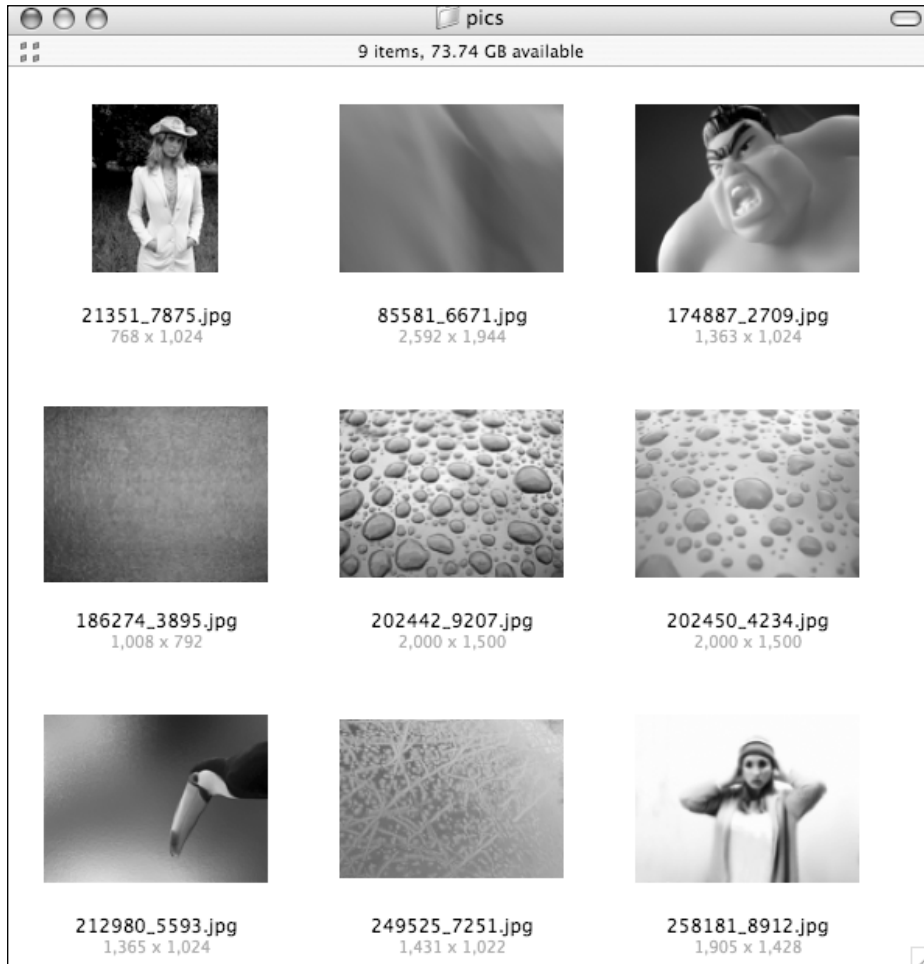 pics
9 items, 73.74 GB available
21351_7875.jpg
768 x 1,024
85581_6671.jpg
2,592 x 1,944
174887_2709.jpg
1,363 x 1,024
186274_3895.jpg
1,008 x 792
202442_9207.jpg
2,000 x 1,500
202450_4234.jpg
2,000 x 1,500
212980_5593.jpg
1,365 x 1,024
249525_7251.jpg
1,431 x 1,022
258181_8912.jpg
1,905 x 1,428